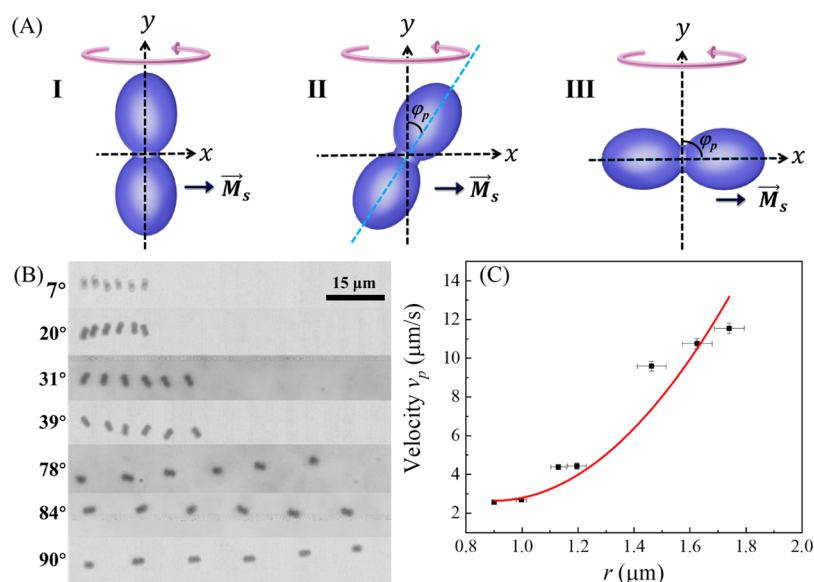 (A)
I
y
x
φp
M⃗s
II
y
φp
x
M⃗s
III
y
φp
x
M⃗s
(B)
15 μm
7°
20°
31°
39°
78°
84°
90°
(C)
Velocity vp (μm/s)
14
12
10
8
6
4
2
0.8 1.0 1.2 1.4 1.6 1.8 2.0
r (μm)